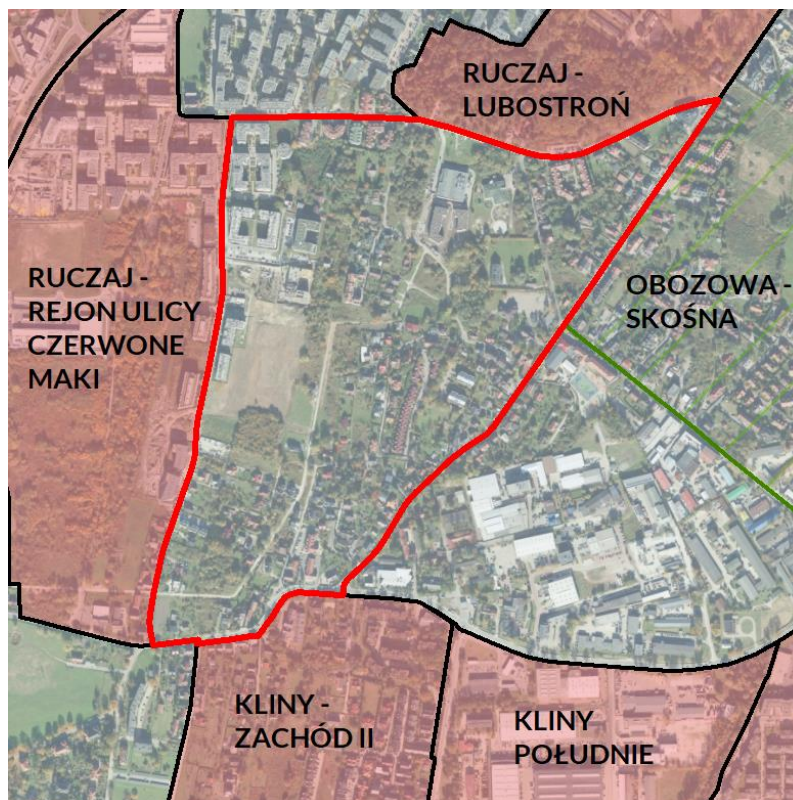 RUCZAJ -
LUBOSTROŃ
RUCZAJ -
REJON ULICY
CZERWONE
MAKI
OBOZOWA -
SKOŚNA
KLINY -
ZACHÓD II
KLINY
POŁUDNIE